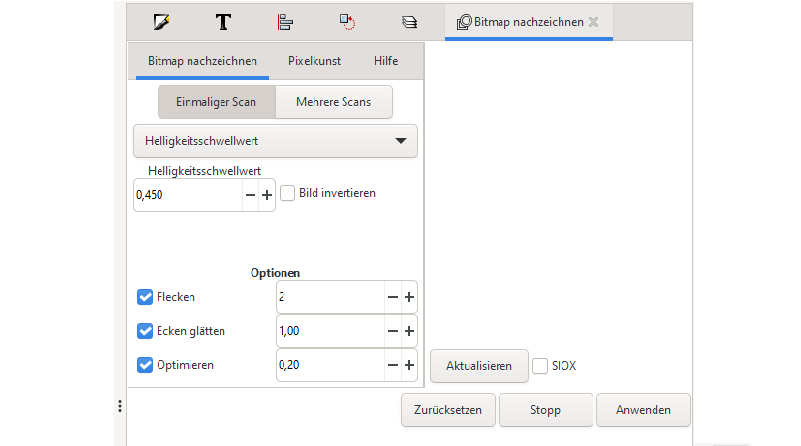 Bitmap nachzeichnen
Bitmap nachzeichnen Pixelkunst Hilfe
Einmaliger Scan Mehrere Scans
Helligkeitsschwellwert
Helligkeitsschwellwert
0,450 Bild invertieren
Optionen
Flecken 2
Ecken glätten 1,00
Optimieren 0,20
Aktualisieren SIOX
Zurücksetzen Stopp Anwenden